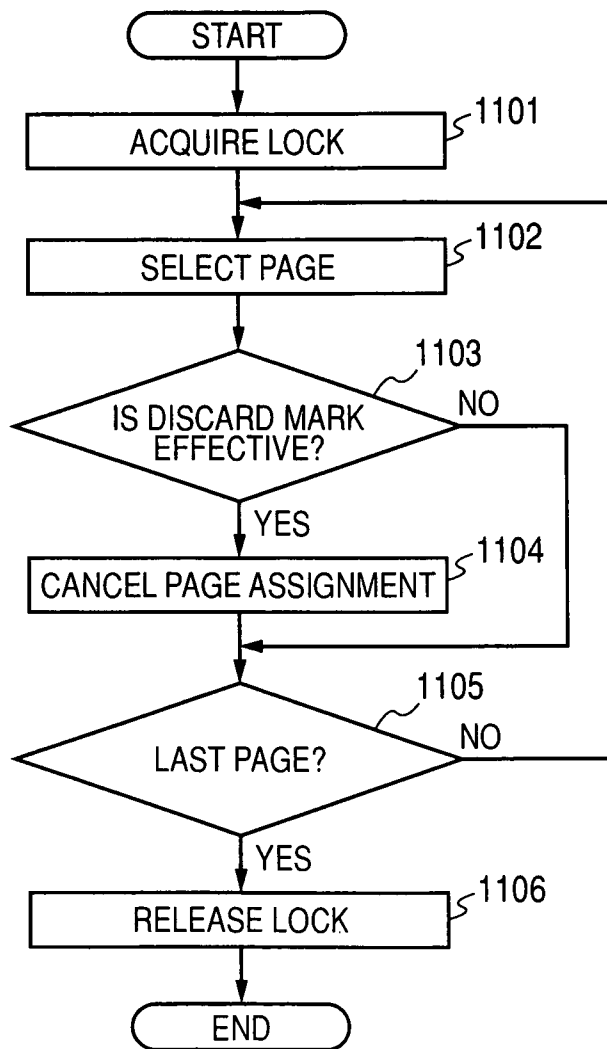 START
1101
ACQUIRE LOCK
1102
SELECT PAGE
1103
IS DISCARD MARK
EFFECTIVE?
NO
YES
1104
CANCEL PAGE ASSIGNMENT
1105
LAST PAGE?
NO
YES
1106
RELEASE LOCK
END